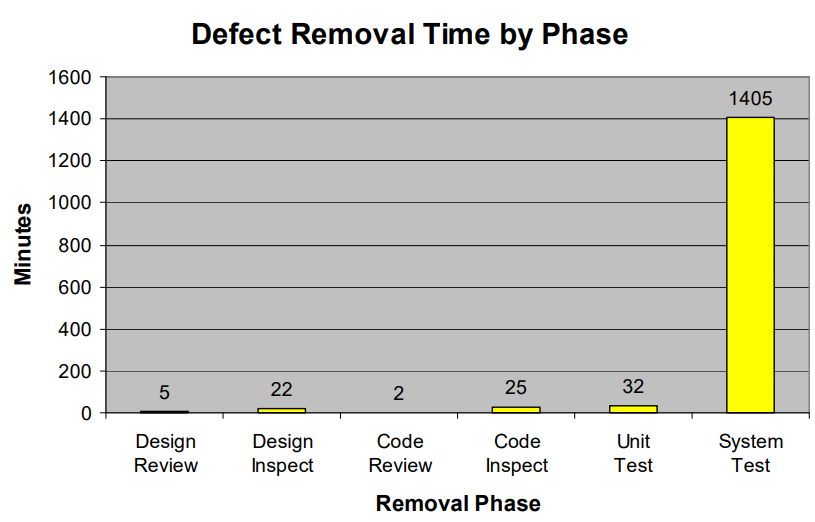 Defect Removal Time by Phase
1600
1400
1200
1000
800
600
400
200
0
Minutes
5
22
2
25
32
1405
Design
Review
Design
Inspect
Code
Review
Code
Inspect
Unit
Test
System
Test
Removal Phase